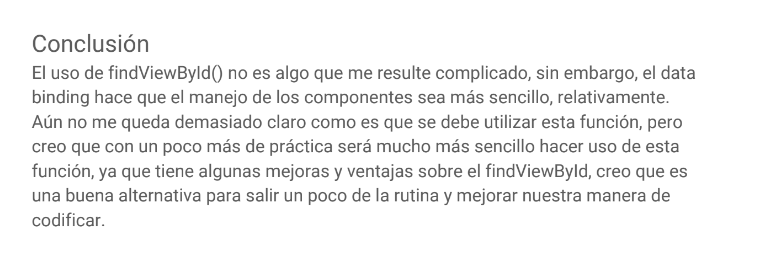 Conclusión
El uso de findViewById() no es algo que me resulte complicado, sin embargo, el data
binding hace que el manejo de los componentes sea más sencillo, relativamente.
Aún no me queda demasiado claro como es que se debe utilizar esta función, pero
creo que con un poco más de práctica será mucho más sencillo hacer uso de esta
función, ya que tiene algunas mejoras y ventajas sobre el findViewById, creo que es
una buena alternativa para salir un poco de la rutina y mejorar nuestra manera de
codificar.